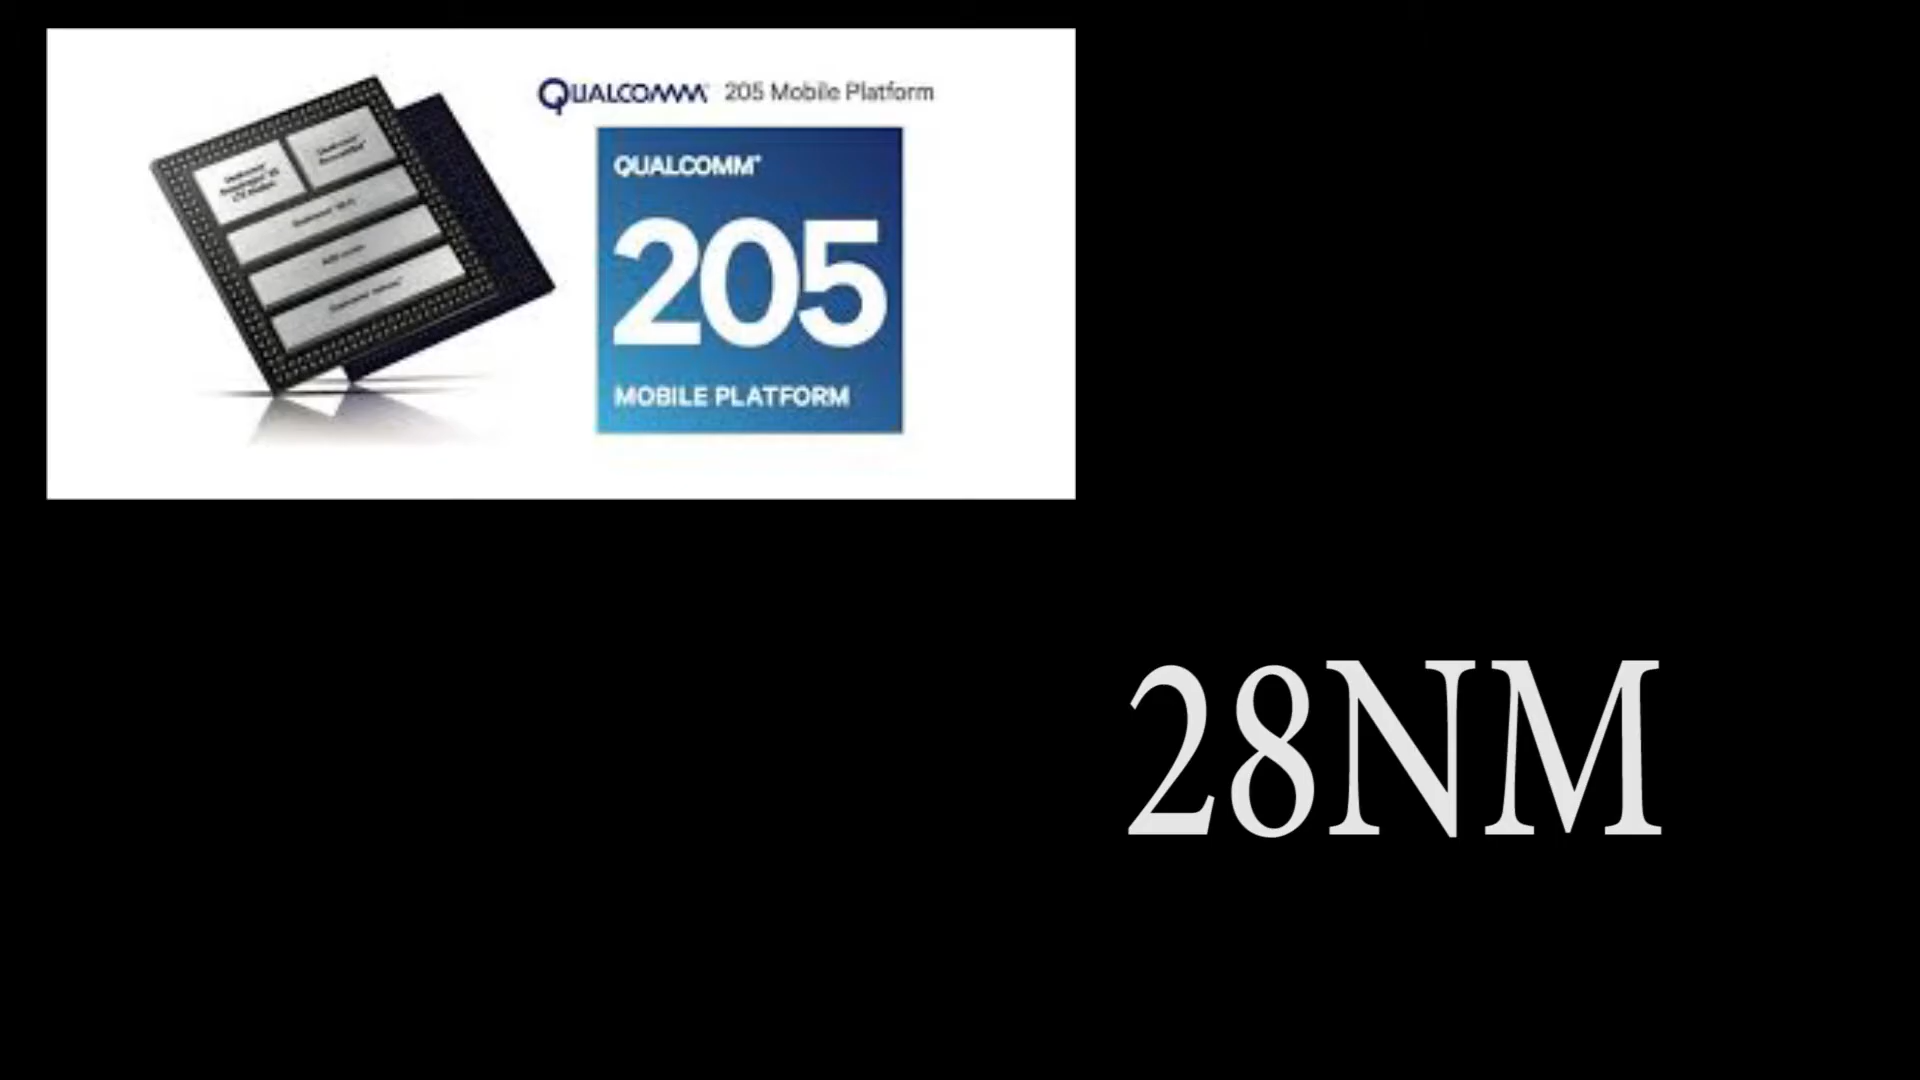 QUALCOMM 205 Mobile Platform
QUALCOMM
205
MOBILE PLATFORM
28NM